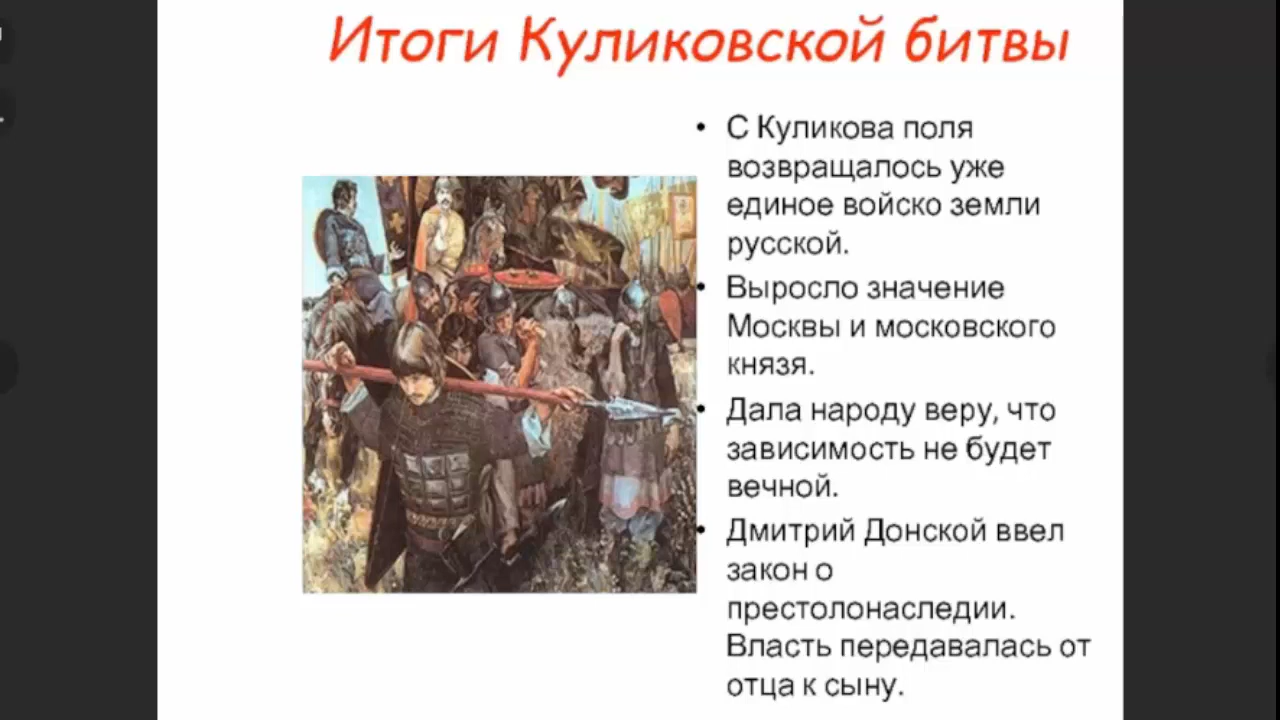 Итоги Куликовской битвы
• С Куликова поля
возвращалось уже
единое войско земли
русской.
• Выросло значение
Москвы и московского
князя.
• Дала народу веру, что
зависимость не будет
вечной.
• Дмитрий Донской ввел
закон о
престолонаследии.
Власть передавалась от
отца к сыну.